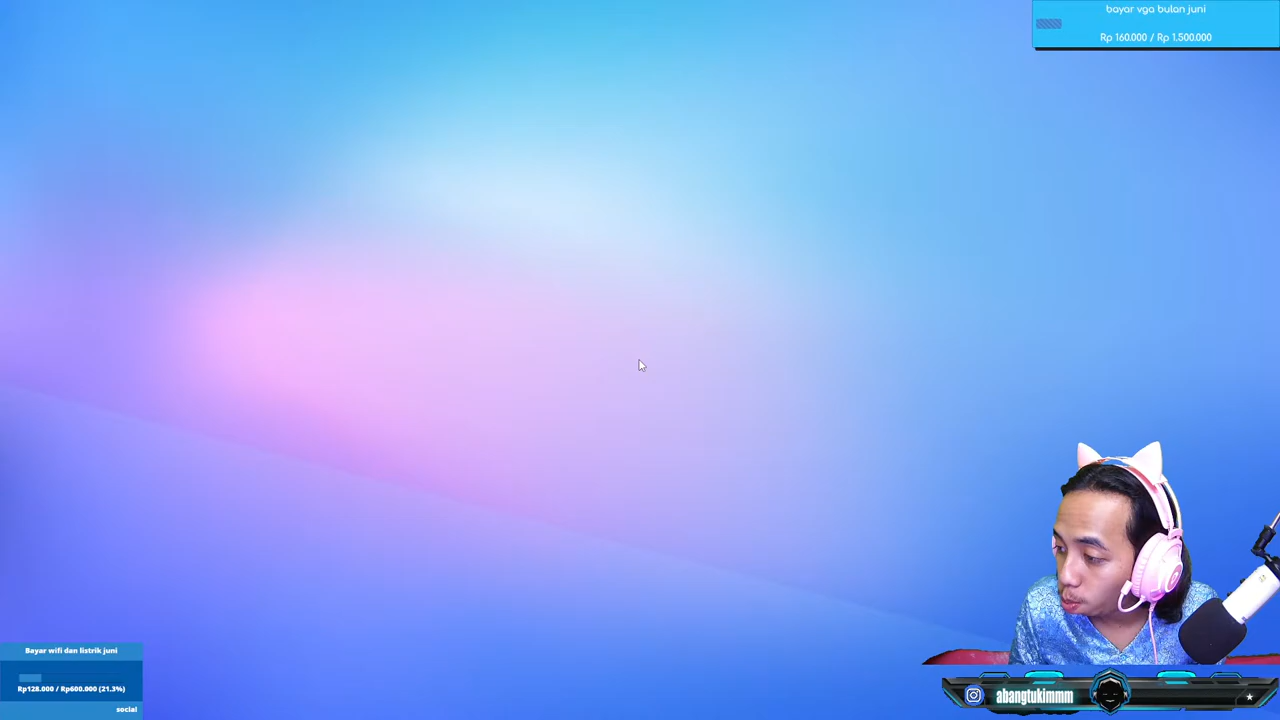 bayar vga bulan juni
Rp 160.000 / Rp 1.500.000
Bayar wifi dan listrik juni
Rp128.000 / Rp600.000 (21.3%)
social
abangtukimmm